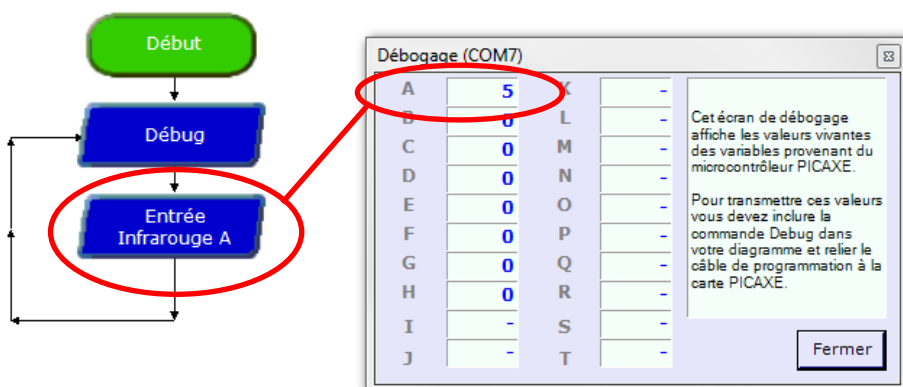 Début
Débug
Entrée
Infrarouge A
Débogage (COM7)
A 5 K -
B 0 L -
C 0 M -
D 0 N -
E 0 O -
F 0 P -
G 0 Q -
H 0 R -
I - S -
J - T -
Cet écran de débogage
affiche les valeurs vivantes
des variables provenant du
microcontrôleur PICAXE.
Pour transmettre ces valeurs
vous devez inclure la
commande Debug dans
votre diagramme et relier le
câble de programmation à la
carte PICAXE.
Fermer